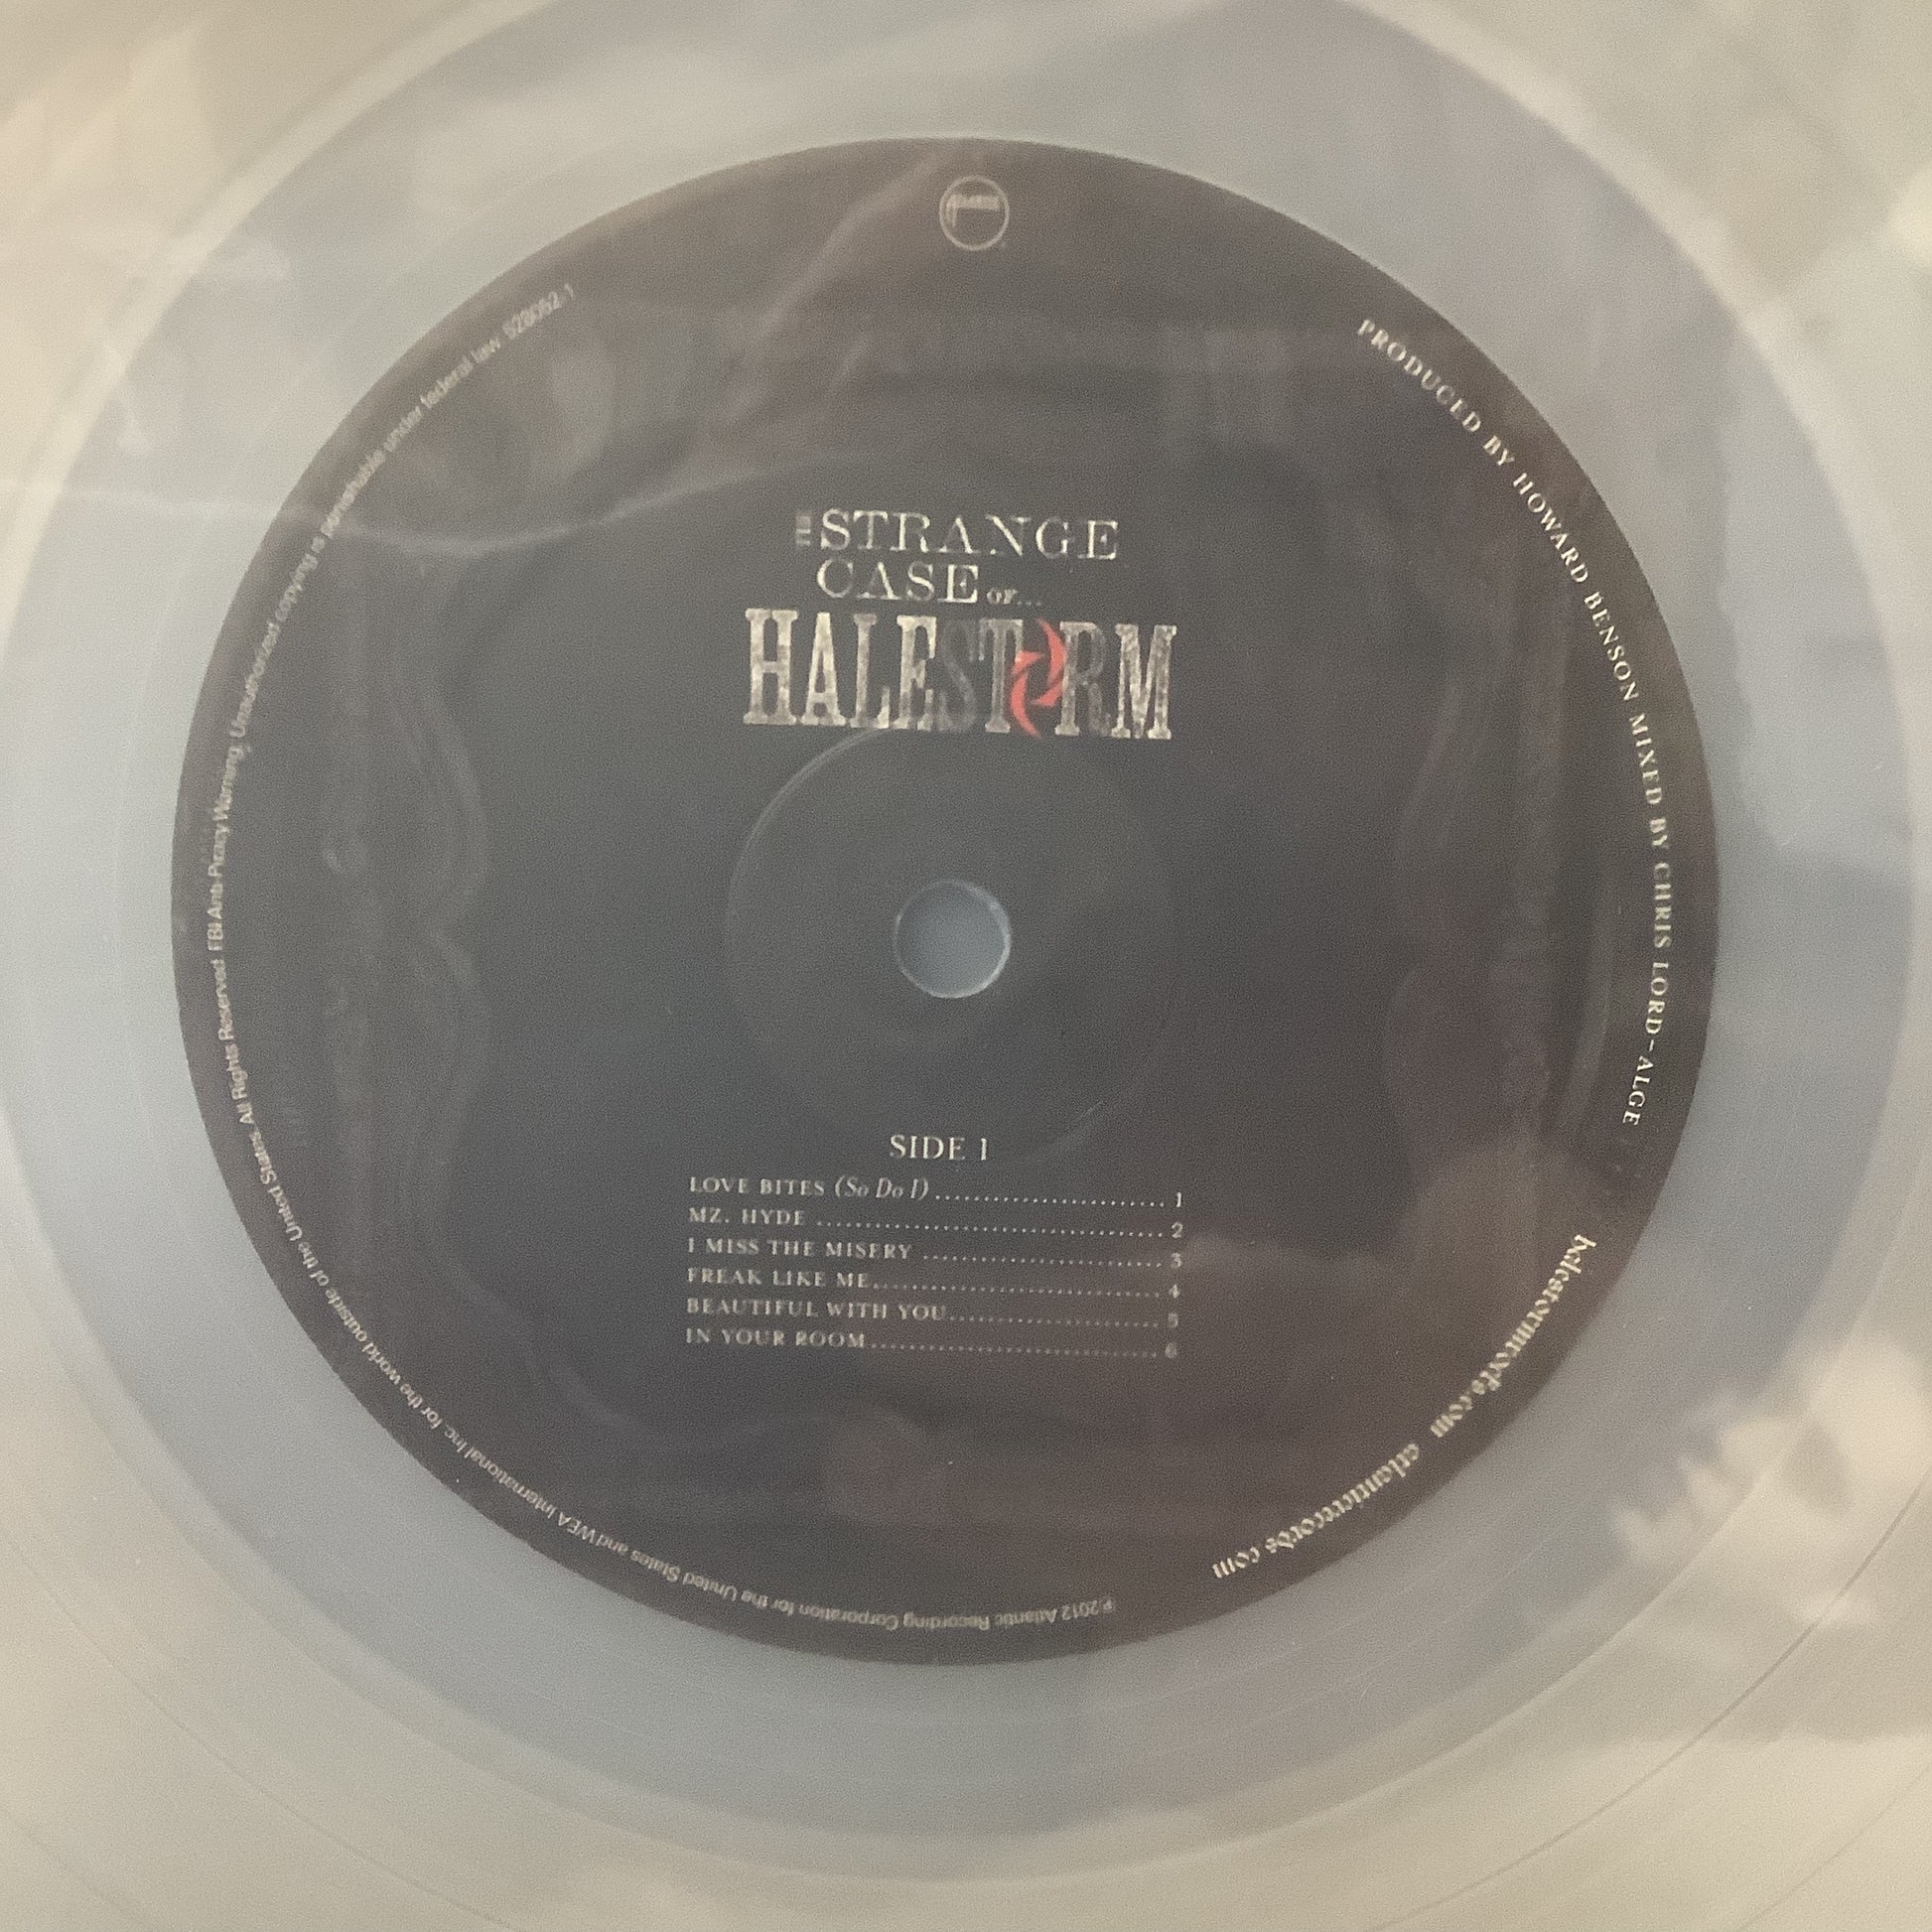 THE STRANGE
CASE OF...
HALESTORM
SIDE 1
LOVE BITES (So Do I) ........................ 1
MZ. HYDE ................................... 2
I MISS THE MISERY ......................... 3
FREAK LIKE ME.............................. 4
BEAUTIFUL WITH YOU...................... 5
IN YOUR ROOM.............................. 6
PRODUCED BY HOWARD BENSON MIXED BY CHRIS LORD-ALGE
halestormrocks.com atlanticrecords.com
℗2012 Atlantic Recording Corporation for the United States and WEA International Inc. for the world outside of the United States. All Rights Reserved. FBI Anti-Piracy Warning: Unauthorized copying is punishable under federal law. 528062-1